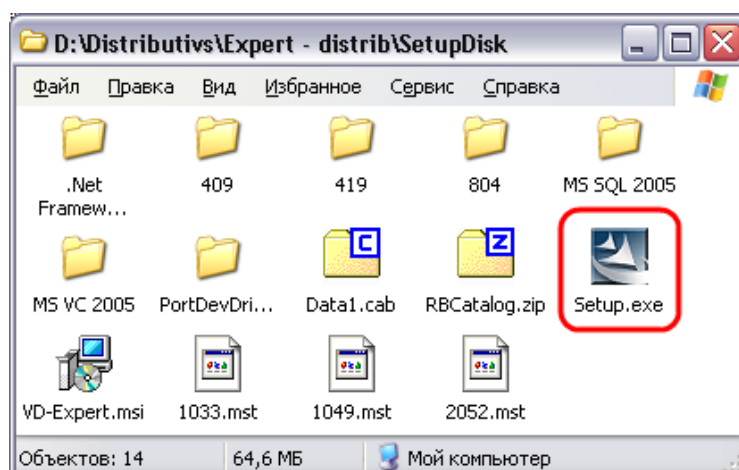 D:\Distributivs\Expert - distrib\SetupDisk
Файл Правка Вид Избранное Сервис Справка
.Net Framew...
409
419
804
MS SQL 2005
MS VC 2005
PortDevDri...
Data1.cab
RBCatalog.zip
Setup.exe
VD-Expert.msi
1033.mst
1049.mst
2052.mst
Объектов: 14
64,6 МБ
Мой компьютер